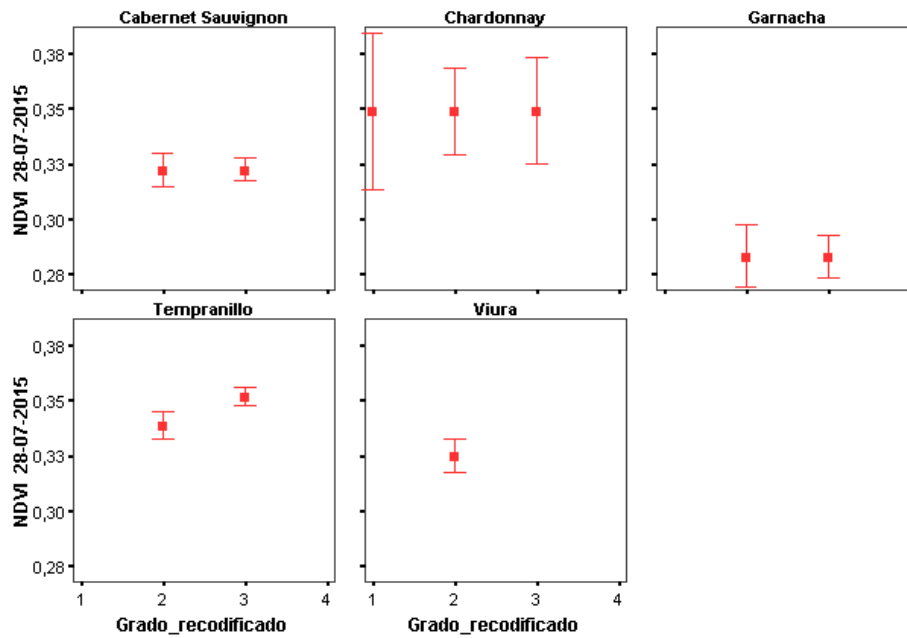 Cabernet Sauvignon
Chardonnay
Garnacha
NDVI 28-07-2015
0,38
0,35
0,33
0,30
0,28
Tempranillo
Viura
NDVI 28-07-2015
0,38
0,35
0,33
0,30
0,28
1 2 3 4
1 2 3 4
Grado_recodificado
Grado_recodificado